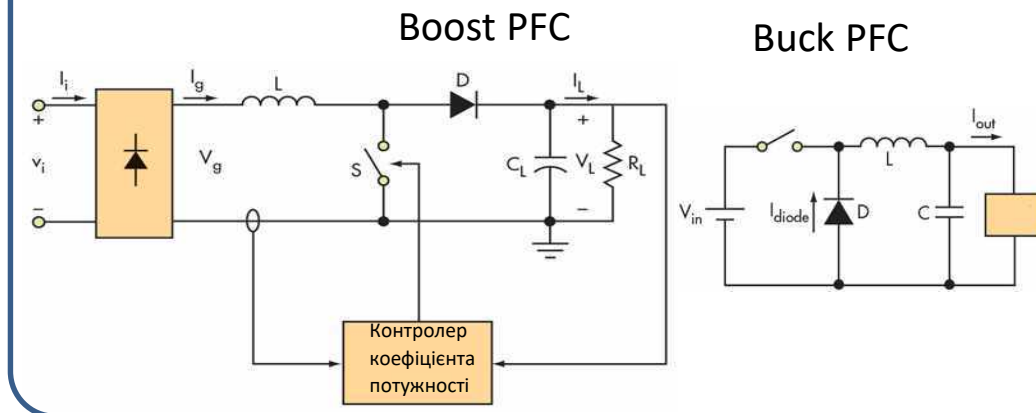 Boost PFC
Buck PFC
Ii
Ig
L
D
IL
+
+
vi
Vg
S
CL
VL
RL
−
−
Контролер
коефіцієнта
потужності
Iout
L
Vin
Idiode
D
C